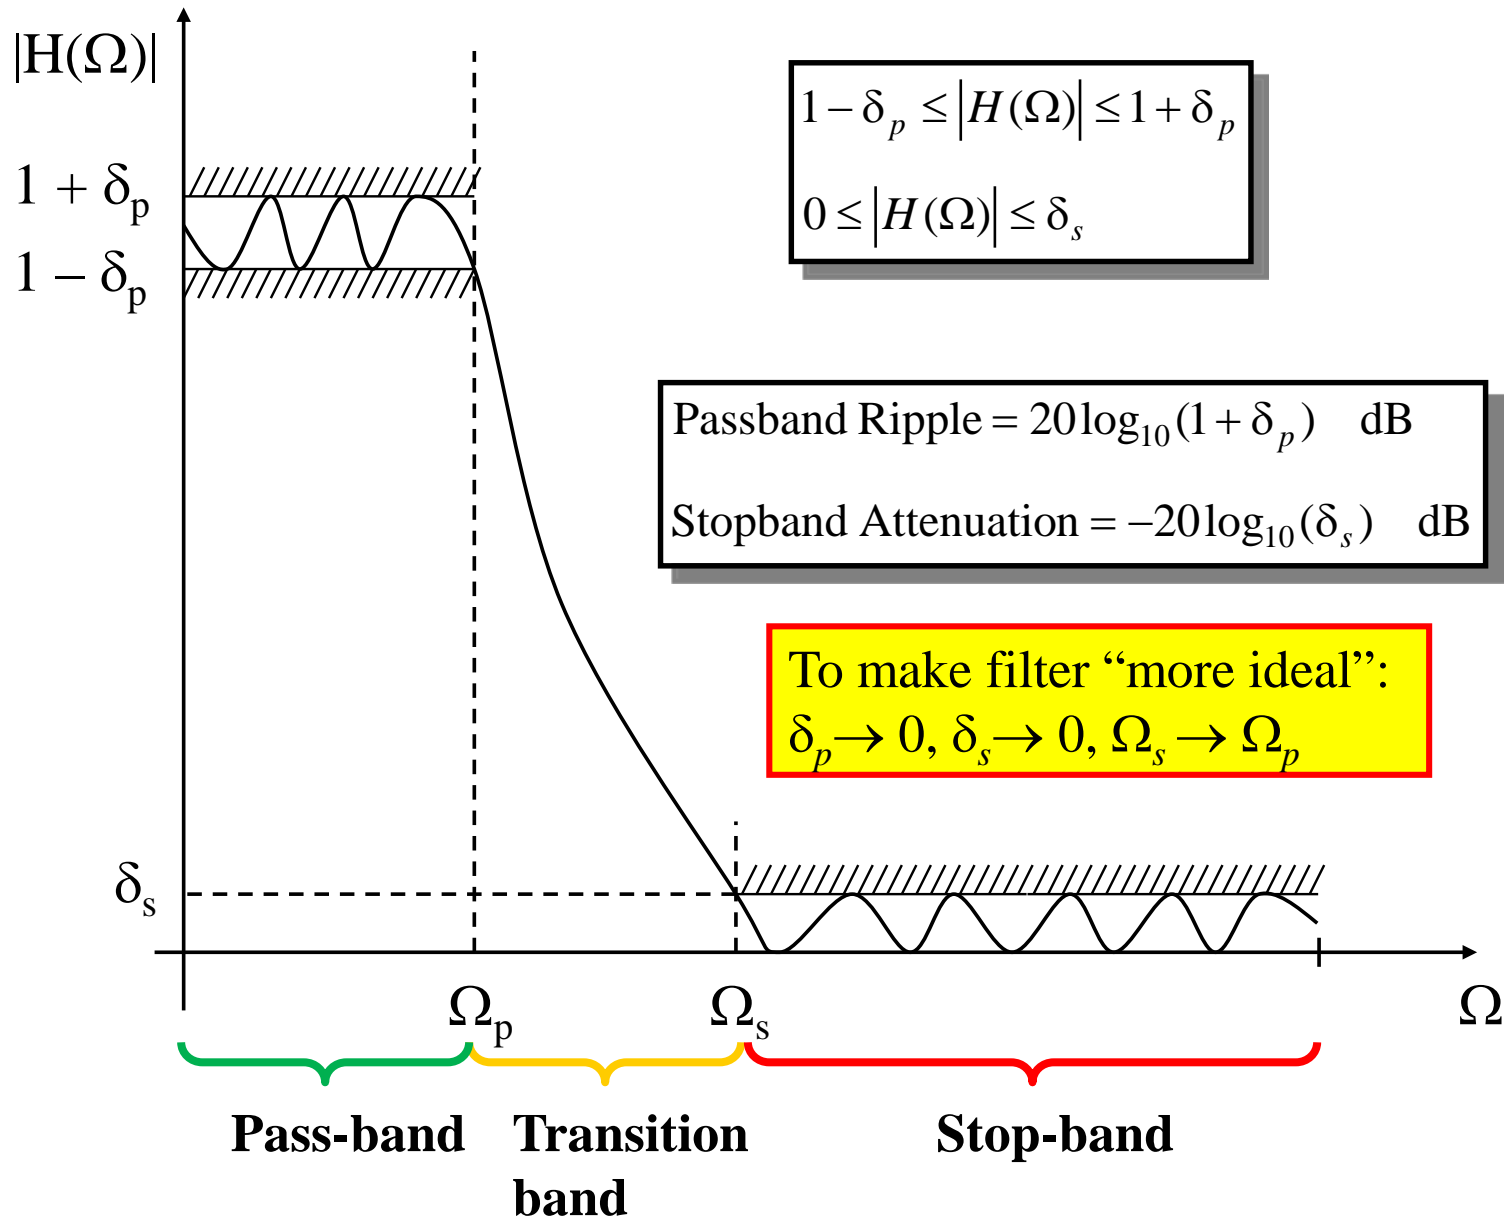 |H(Ω)|
1 − δp ≤ |H(Ω)| ≤ 1 + δp
0 ≤ |H(Ω)| ≤ δs
1 + δp
1 − δp
Passband Ripple = 20log10(1 + δp) dB
Stopband Attenuation = −20log10(δs) dB
To make filter “more ideal”:
δp → 0, δs → 0, Ωs → Ωp
δs
Ωp
Ωs
Ω
Pass-band
Transition
band
Stop-band